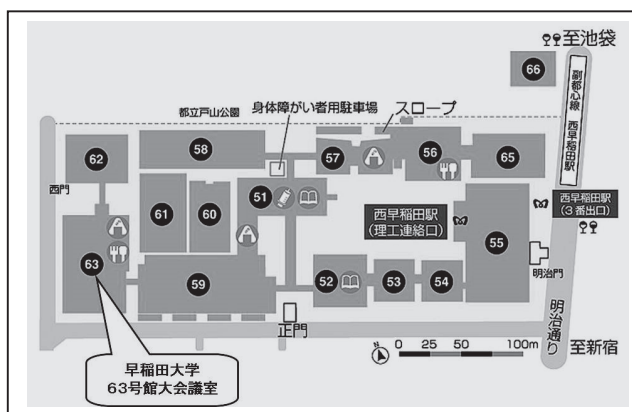 至池袋
66
副都心線 西早稲田駅
都立戸山公園
身体障がい者用駐車場
スロープ
62
58
57
56
65
西門
51
61
60
西早稲田駅
(理工連絡口)
西早稲田駅
(3番出口)
55
63
59
52
53
54
明治門
正門
明治通り
N
0 25 50 100m
至新宿
早稲田大学
63号館大会議室